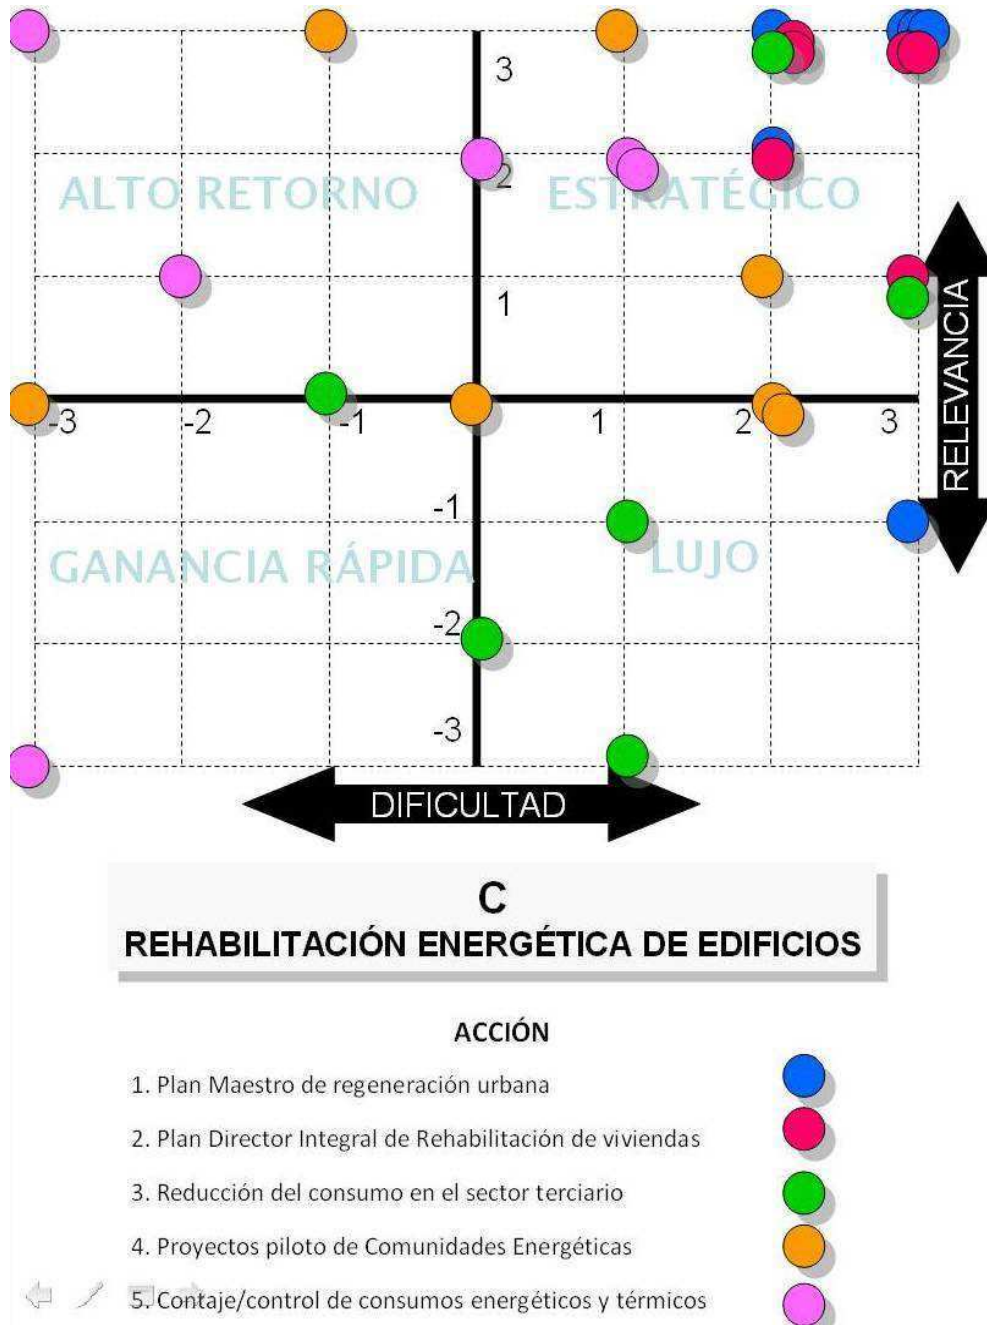 3
2
ALTO RETORNO
ESTRATÉGICO
1
RELEVANCIA
-3
-2
-1
1
2
3
-1
GANANCIA RÁPIDA
LUJO
-2
-3
DIFICULTAD
C
REHABILITACIÓN ENERGÉTICA DE EDIFICIOS
ACCIÓN
1. Plan Maestro de regeneración urbana
2. Plan Director Integral de Rehabilitación de viviendas
3. Reducción del consumo en el sector terciario
4. Proyectos piloto de Comunidades Energéticas
5. Contaje/control de consumos energéticos y térmicos